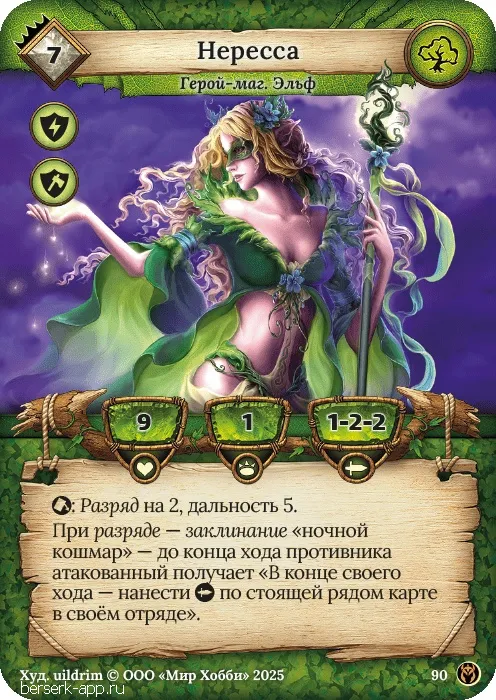 7
Нересса
Герой-маг. Эльф
9
1
1-2-2
: Разряд на 2, дальность 5.
При разряде — заклинание «ночной
кошмар» — до конца хода противника
атакованный получает «В конце своего
хода — нанести по стоящей рядом карте
в своём отряде».
Худ. uildrim © ООО «Мир Хобби» 2025
90
berserk-app.ru